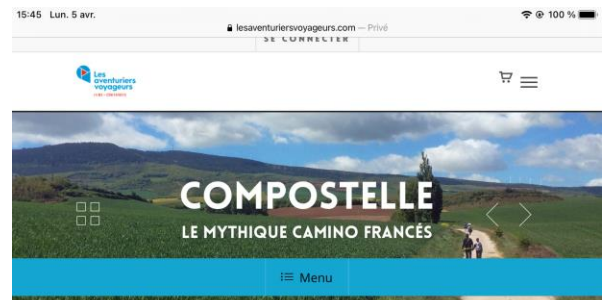 15:45 Lun. 5 avr.
100 %
lesaventuriersvoyageurs.com — Privé
SE CONNECTER
Les
aventuriers
voyageurs
COMPOSTELLE
LE MYTHIQUE CAMINO FRANCÉS
Menu